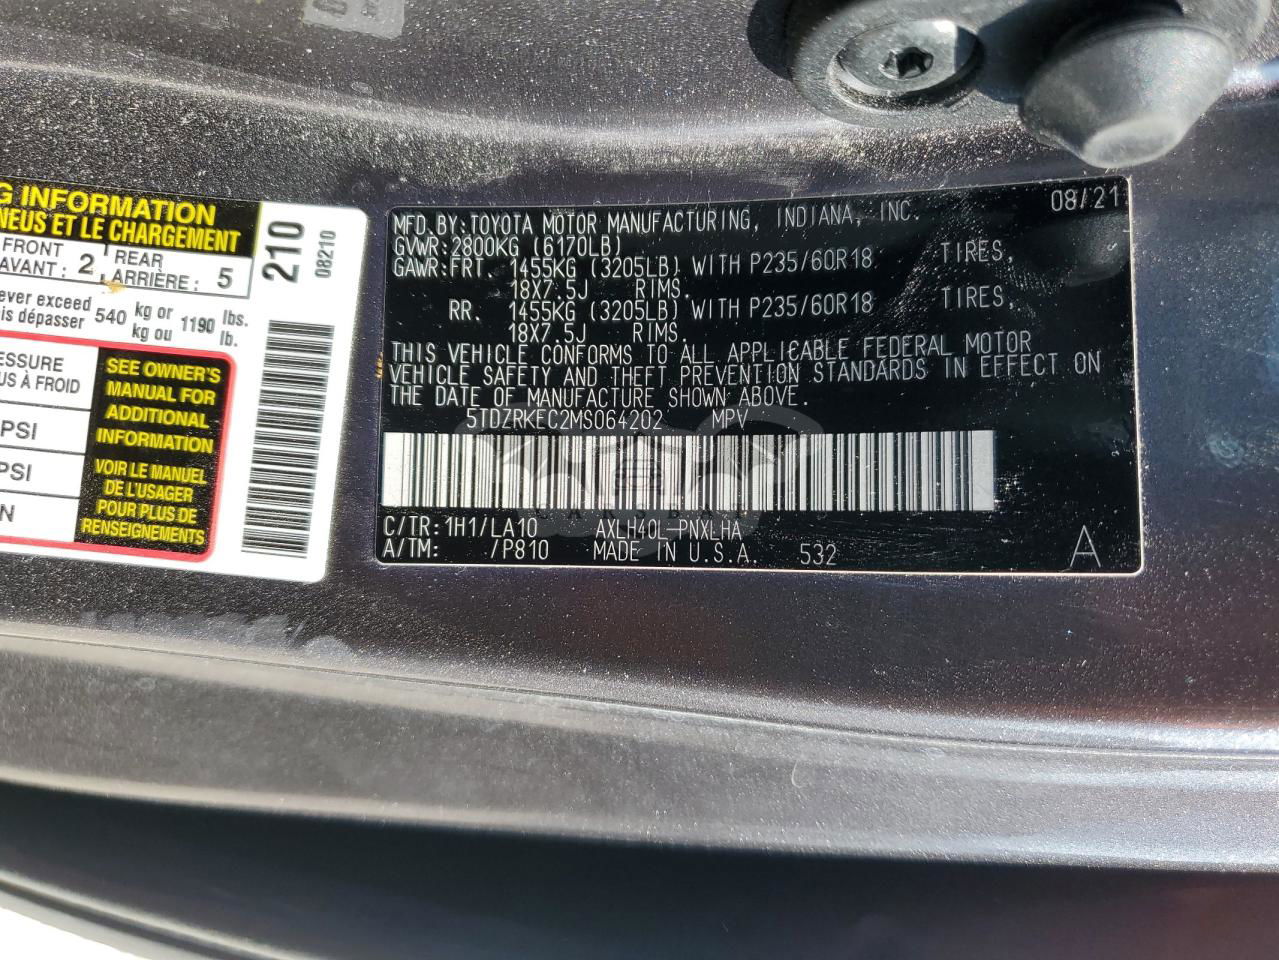 G INFORMATION
NEUS ET LE CHARGEMENT
FRONT
AVANT : 2
REAR
ARRIÈRE : 5
ever exceed
is dépasser
540
kg or
kg ou
1190
lbs.
lb.
ESSURE
US À FROID
PSI
PSI
N
SEE OWNER'S
MANUAL FOR
ADDITIONAL
INFORMATION
VOIR LE MANUEL
DE L'USAGER
POUR PLUS DE
RENSEIGNEMENTS
210
08210
08/21
MFD.BY:TOYOTA MOTOR MANUFACTURING, INDIANA, INC.
GVWR:2800KG (6170LB)
GAWR:FRT. 1455KG (3205LB) WITH P235/60R18 TIRES,
18X7.5J RIMS.
RR. 1455KG (3205LB) WITH P235/60R18 TIRES,
18X7.5J RIMS.
THIS VEHICLE CONFORMS TO ALL APPLICABLE FEDERAL MOTOR
VEHICLE SAFETY AND THEFT PREVENTION STANDARDS IN EFFECT ON
THE DATE OF MANUFACTURE SHOWN ABOVE.
5TDZRKEC2MS064202 MPV
C/TR: 1H1/LA10 AXLH40L-PNXLHA
A/TM: /P810 MADE IN U.S.A. 532
A